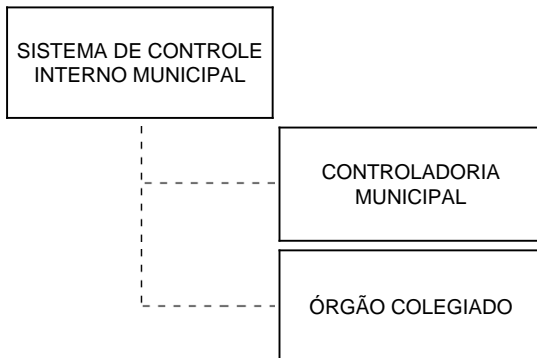 SISTEMA DE CONTROLE
INTERNO MUNICIPAL
CONTROLADORIA
MUNICIPAL
ÓRGÃO COLEGIADO